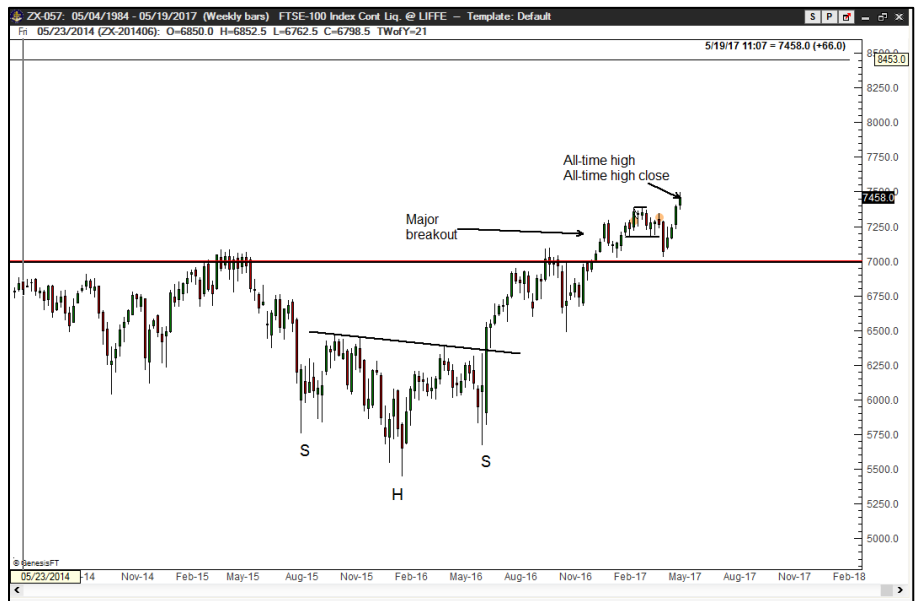 ZX-057: 05/04/1984 - 05/19/2017 (Weekly bars) FTSE-100 Index Cont Liq. @ LIFFE — Template: Default
S P
Fri 05/23/2014 (ZX-201406): O=6850.0 H=6852.5 L=6762.5 C=6798.5 TWofY=21
5/19/17 11:07 = 7458.0 (+66.0)
8453.0
8250.0
8000.0
All-time high
All-time high close
7750.0
7458.0
Major
breakout
7250.0
7000.0
6750.0
6500.0
6250.0
6000.0
5750.0
S
S
5500.0
H
5250.0
5000.0
© GenesisFT
05/23/2014 -14 Nov-14 Feb-15 May-15 Aug-15 Nov-15 Feb-16 May-16 Aug-16 Nov-16 Feb-17 May-17 Aug-17 Nov-17 Feb-18